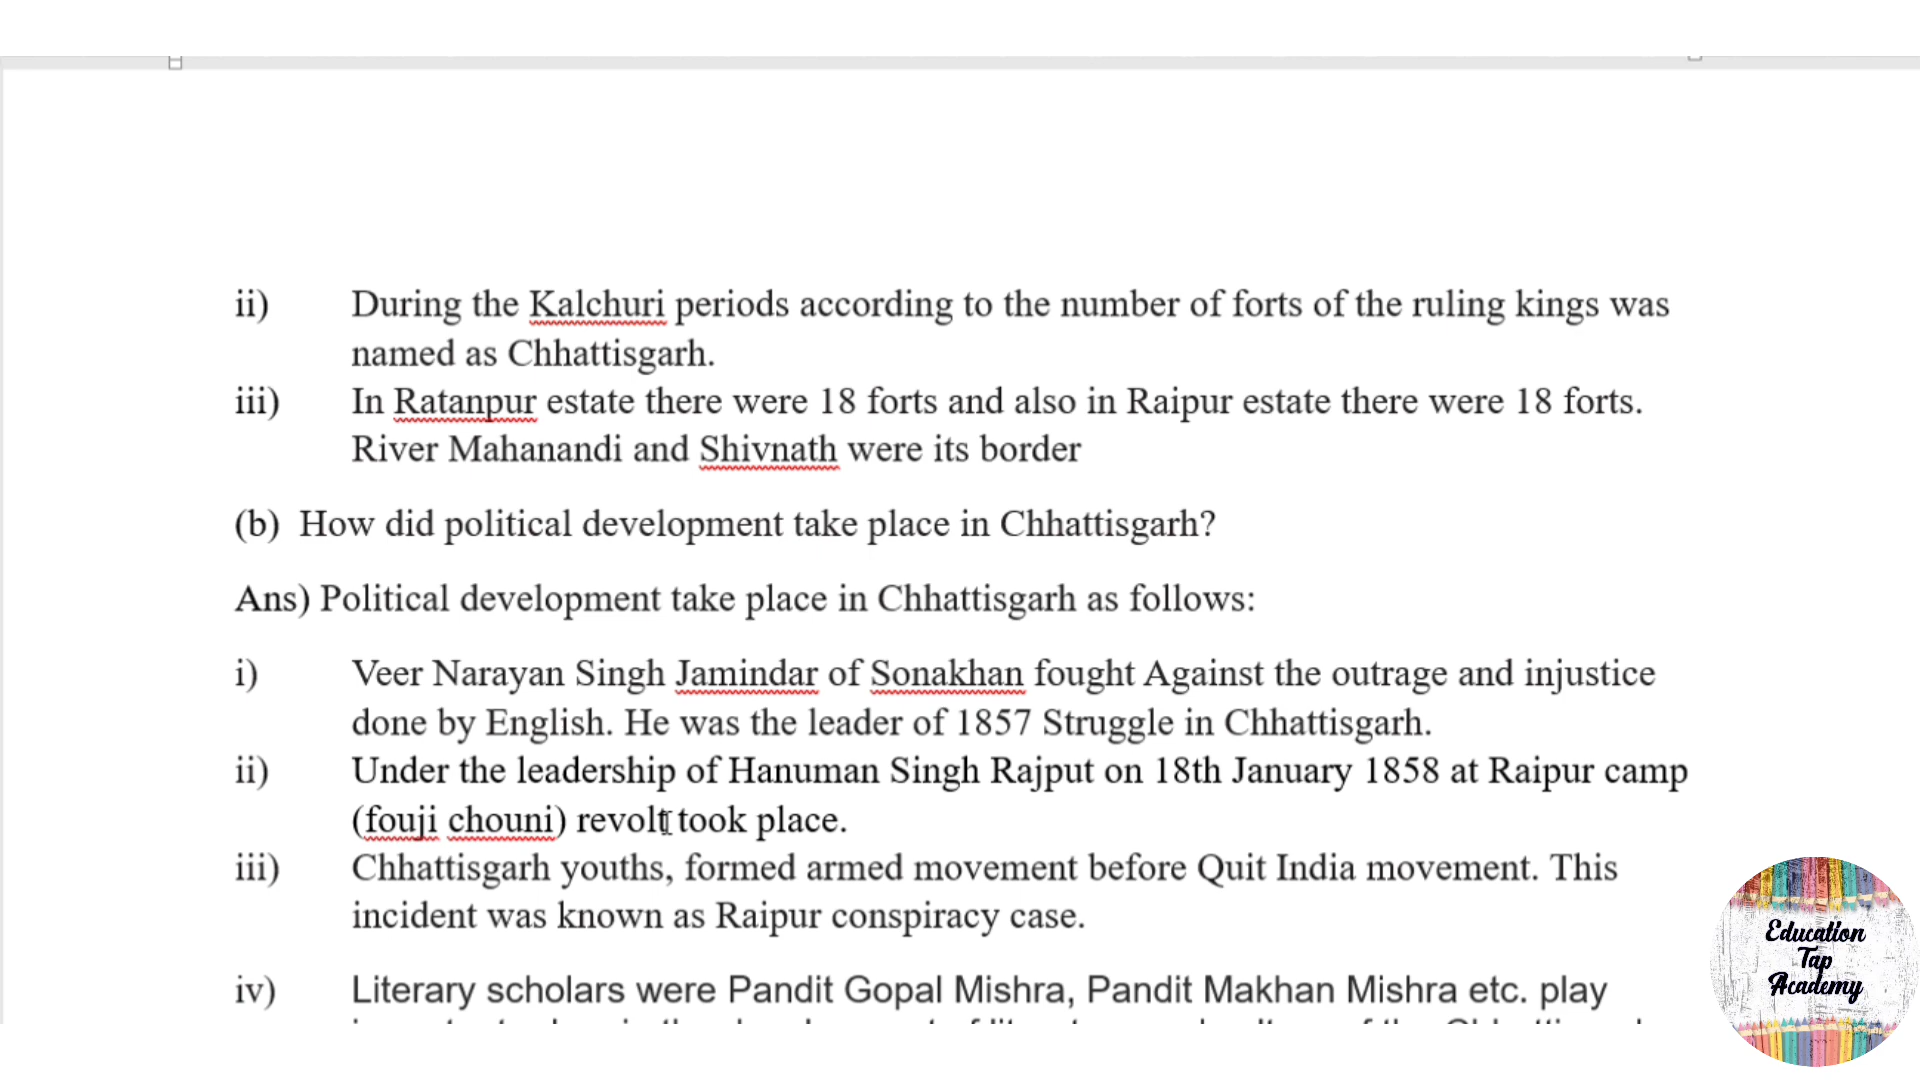 ii) During the Kalchuri periods according to the number of forts of the ruling kings was
named as Chhattisgarh.
iii) In Ratanpur estate there were 18 forts and also in Raipur estate there were 18 forts.
River Mahanandi and Shivnath were its border
(b) How did political development take place in Chhattisgarh?
Ans) Political development take place in Chhattisgarh as follows:
i) Veer Narayan Singh Jamindar of Sonakhan fought Against the outrage and injustice
done by English. He was the leader of 1857 Struggle in Chhattisgarh.
ii) Under the leadership of Hanuman Singh Rajput on 18th January 1858 at Raipur camp
(fouji chouni) revolt took place.
iii) Chhattisgarh youths, formed armed movement before Quit India movement. This
incident was known as Raipur conspiracy case.
iv) Literary scholars were Pandit Gopal Mishra, Pandit Makhan Mishra etc. play
Education
Tap
Academy